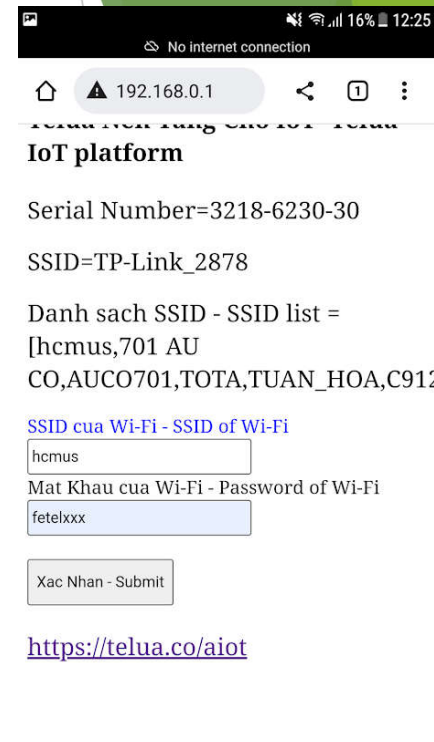 16% 12:25
No internet connection
192.168.0.1
1
IoT platform
Serial Number=3218-6230-30
SSID=TP-Link_2878
Danh sach SSID - SSID list =
[hcmus,701 AU
CO,AUCO701,TOTA,TUAN_HOA,C912
SSID cua Wi-Fi - SSID of Wi-Fi
hcmus
Mat Khau cua Wi-Fi - Password of Wi-Fi
fetelxxx
Xac Nhan - Submit
https://telua.co/aiot